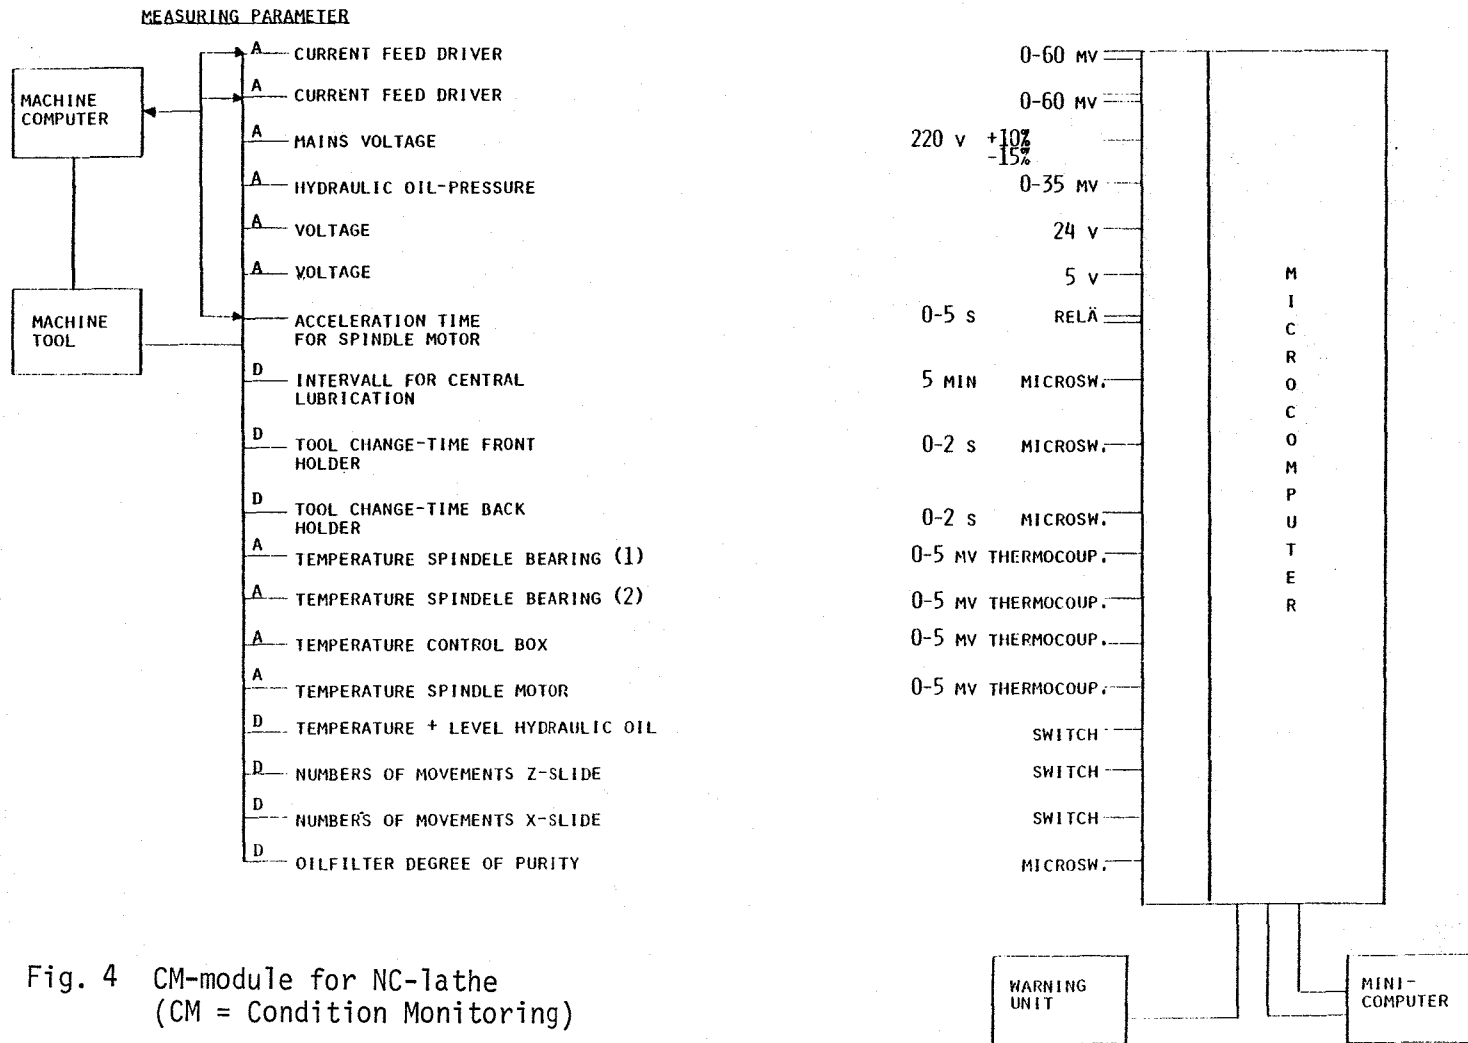 MEASURING PARAMETER
MACHINE
COMPUTER
MACHINE
TOOL
A CURRENT FEED DRIVER
A CURRENT FEED DRIVER
A MAINS VOLTAGE
A HYDRAULIC OIL-PRESSURE
A VOLTAGE
A VOLTAGE
ACCELERATION TIME
FOR SPINDLE MOTOR
D INTERVALL FOR CENTRAL
LUBRICATION
D TOOL CHANGE-TIME FRONT
HOLDER
D TOOL CHANGE-TIME BACK
HOLDER
A TEMPERATURE SPINDELE BEARING (1)
A TEMPERATURE SPINDELE BEARING (2)
A TEMPERATURE CONTROL BOX
A TEMPERATURE SPINDLE MOTOR
D TEMPERATURE + LEVEL HYDRAULIC OIL
D NUMBERS OF MOVEMENTS Z-SLIDE
D NUMBERS OF MOVEMENTS X-SLIDE
D OILFILTER DEGREE OF PURITY
0-60 MV
0-60 MV
220 V +10%
-15%
0-35 MV
24 V
5 V
0-5 S RELÄ
5 MIN MICROSW.
0-2 S MICROSW.
0-2 S MICROSW.
0-5 MV THERMOCOUP.
0-5 MV THERMOCOUP.
0-5 MV THERMOCOUP.
0-5 MV THERMOCOUP.
SWITCH
SWITCH
SWITCH
MICROSW.
MICROCOMPUTER
WARNING
UNIT
MINI-
COMPUTER
Fig. 4 CM-module for NC-lathe
(CM = Condition Monitoring)